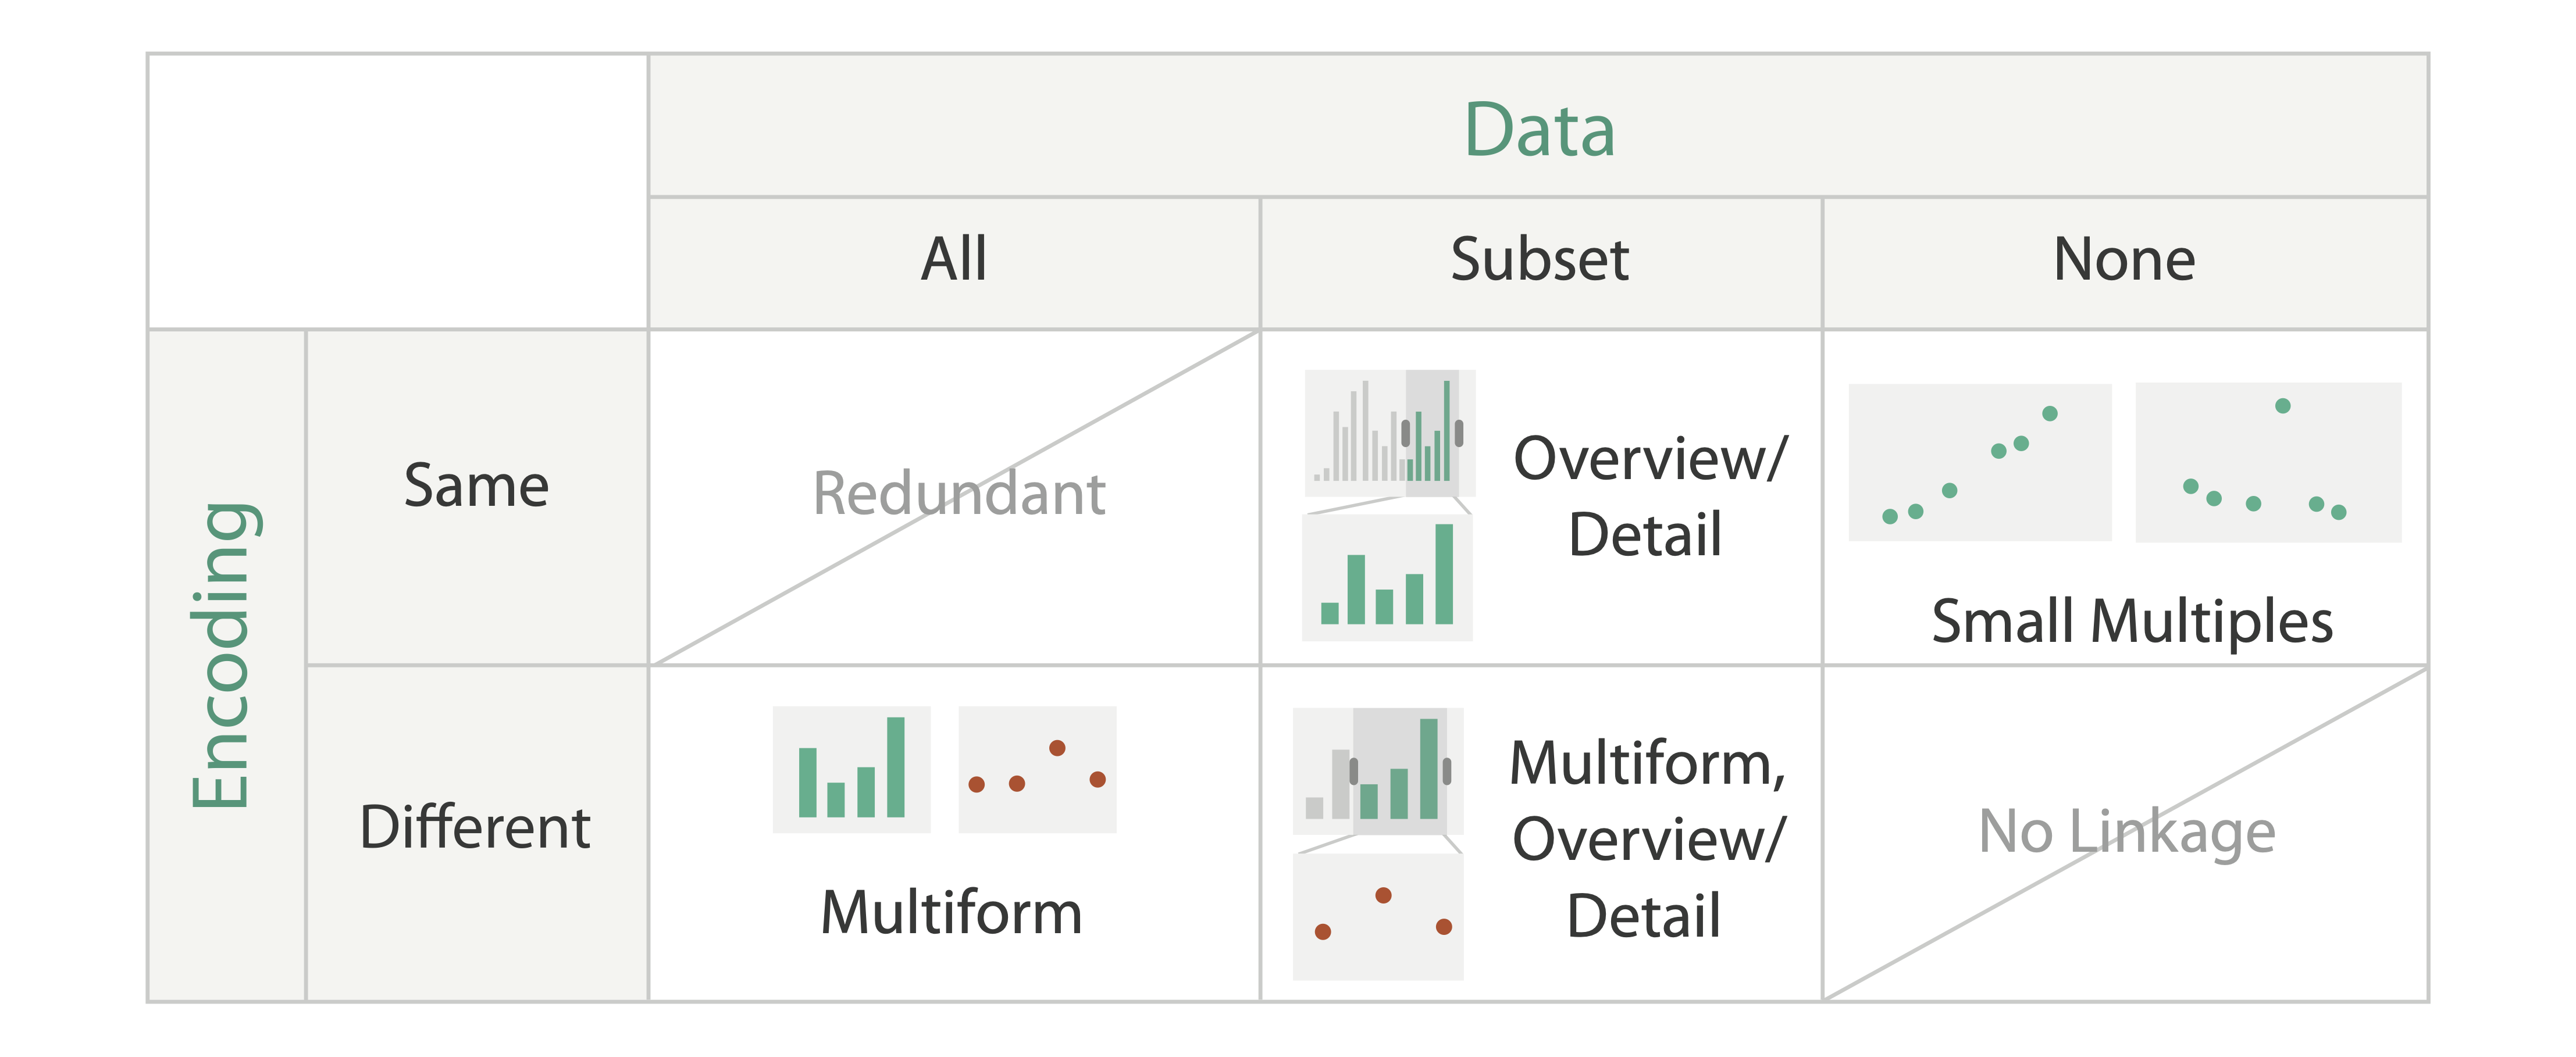 Data
All
Subset
None
Encoding
Same
Redundant
Overview/
Detail
Small Multiples
Different
Multiform
Multiform,
Overview/
Detail
No Linkage